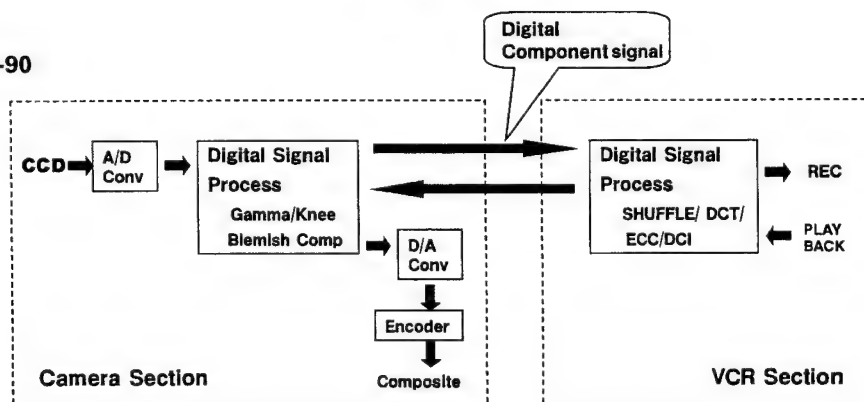 Digital
Component signal
-90
CCD
A/D
Conv
Digital Signal
Process
Gamma/Knee
Blemish Comp
D/A
Conv
Encoder
Composite
Camera Section
Digital Signal
Process
SHUFFLE/ DCT/
ECC/DCI
REC
PLAY
BACK
VCR Section